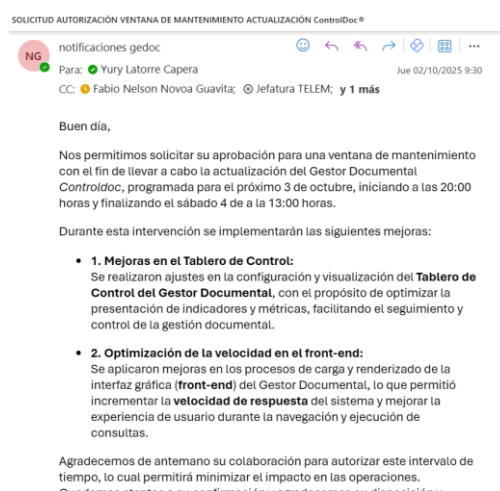 SOLICITUD AUTORIZACIÓN VENTANA DE MANTENIMIENTO ACTUALIZACIÓN ControlDoc®
NG
notificaciones gedoc
Para: Yury Latorre Capera
Jue 02/10/2025 9:30
CC: Fabio Nelson Novoa Guavita; Jefatura TELEM; y 1 más
Buen día,
Nos permitimos solicitar su aprobación para una ventana de mantenimiento
con el fin de llevar a cabo la actualización del Gestor Documental
Controldoc, programada para el próximo 3 de octubre, iniciando a las 20:00
horas y finalizando el sábado 4 de a la 13:00 horas.
Durante esta intervención se implementarán las siguientes mejoras:
• 1. Mejoras en el Tablero de Control:
Se realizaron ajustes en la configuración y visualización del Tablero de
Control del Gestor Documental, con el propósito de optimizar la
presentación de indicadores y métricas, facilitando el seguimiento y
control de la gestión documental.
• 2. Optimización de la velocidad en el front-end:
Se aplicaron mejoras en los procesos de carga y renderizado de la
interfaz gráfica (front-end) del Gestor Documental, lo que permitió
incrementar la velocidad de respuesta del sistema y mejorar la
experiencia de usuario durante la navegación y ejecución de
consultas.
Agradecemos de antemano su colaboración para autorizar este intervalo de
tiempo, lo cual permitirá minimizar el impacto en las operaciones.